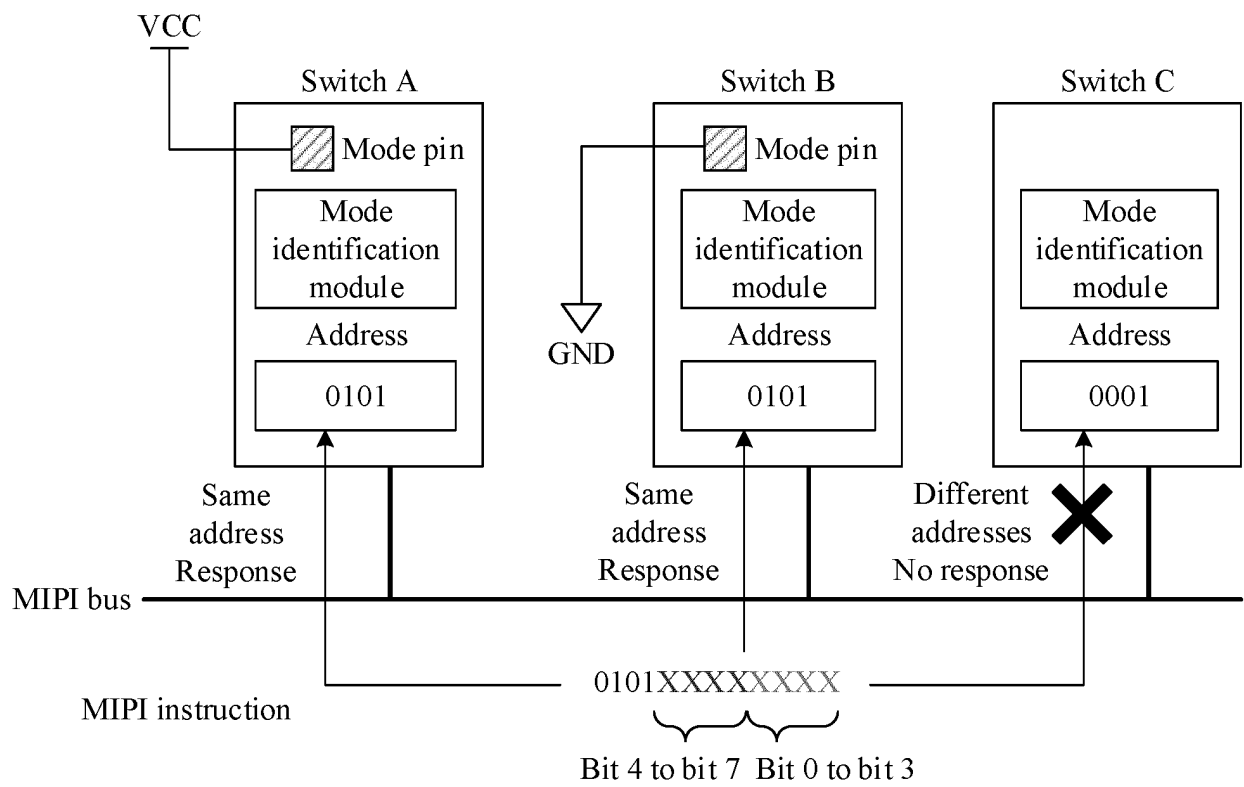 VCC
Switch A
Switch B
Switch C
Mode pin
Mode pin
Mode
identification
module
Mode
identification
module
Mode
identification
module
Address
GND
Address
Address
0101
0101
0001
Same
address
Response
Same
address
Response
Different
addresses
No response
MIPI bus
0101XXXXXXXX
MIPI instruction
Bit 4 to bit 7
Bit 0 to bit 3